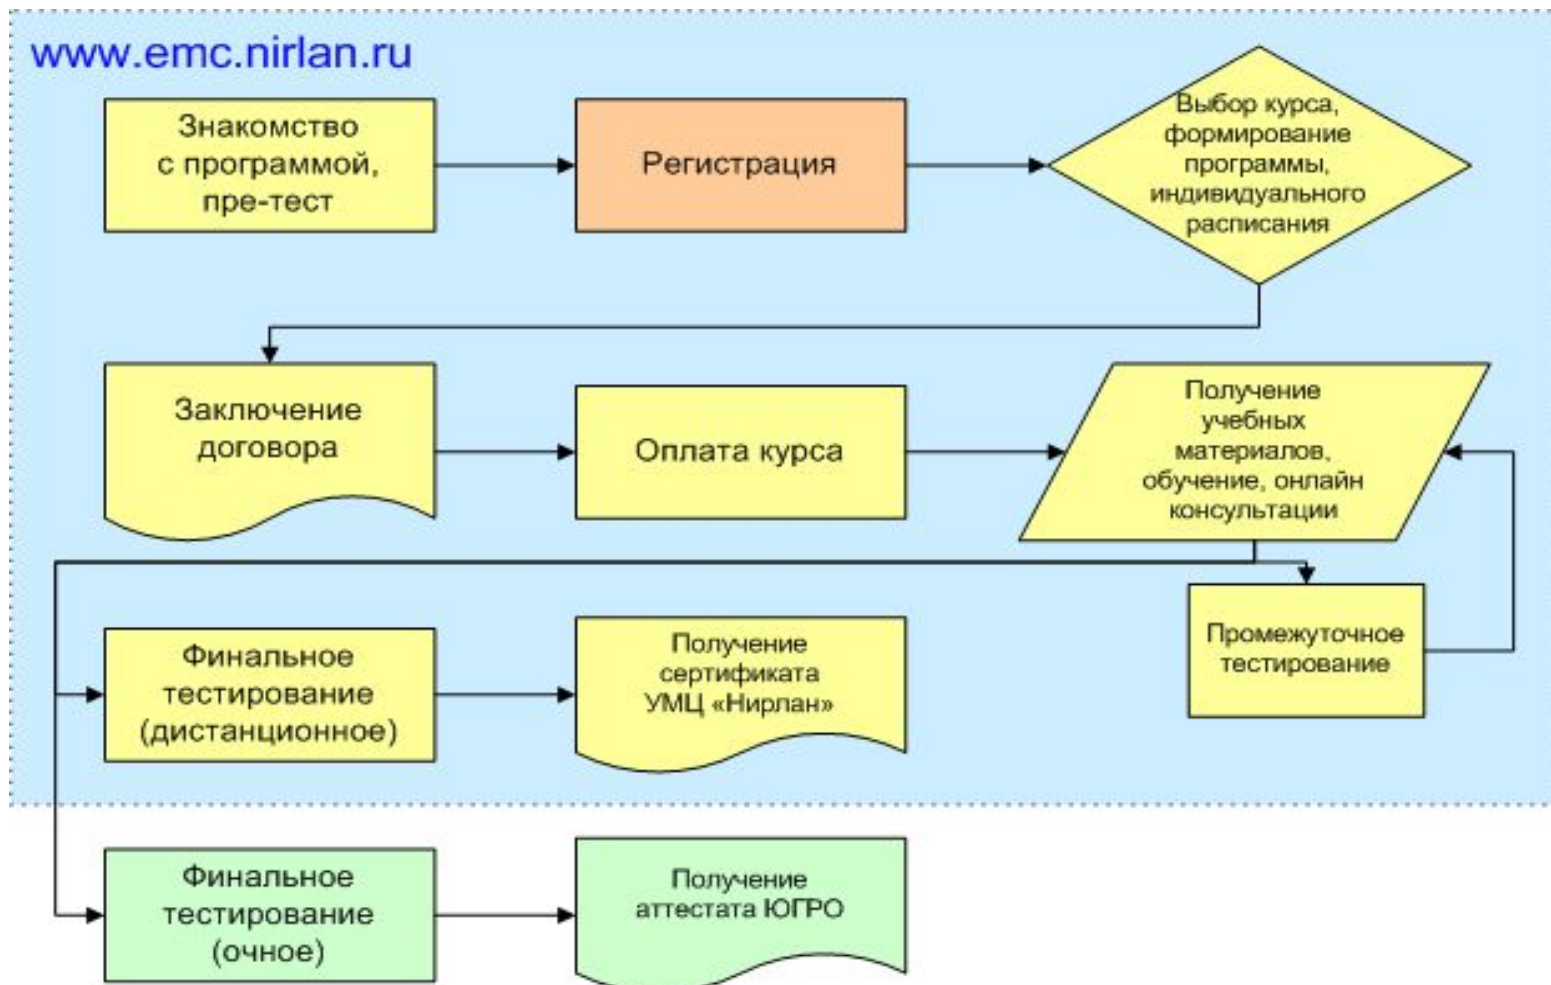 www.emc.nirlan.ru
Знакомство
с программой,
пре-тест
Регистрация
Выбор курса,
формирование
программы,
индивидуального
расписания
Заключение
договора
Оплата курса
Получение
учебных
материалов,
обучение, онлайн
консультации
Промежуточное
тестирование
Финальное
тестирование
(дистанционное)
Получение
сертификата
УМЦ «Нирлан»
Финальное
тестирование
(очное)
Получение
аттестата ЮГРО